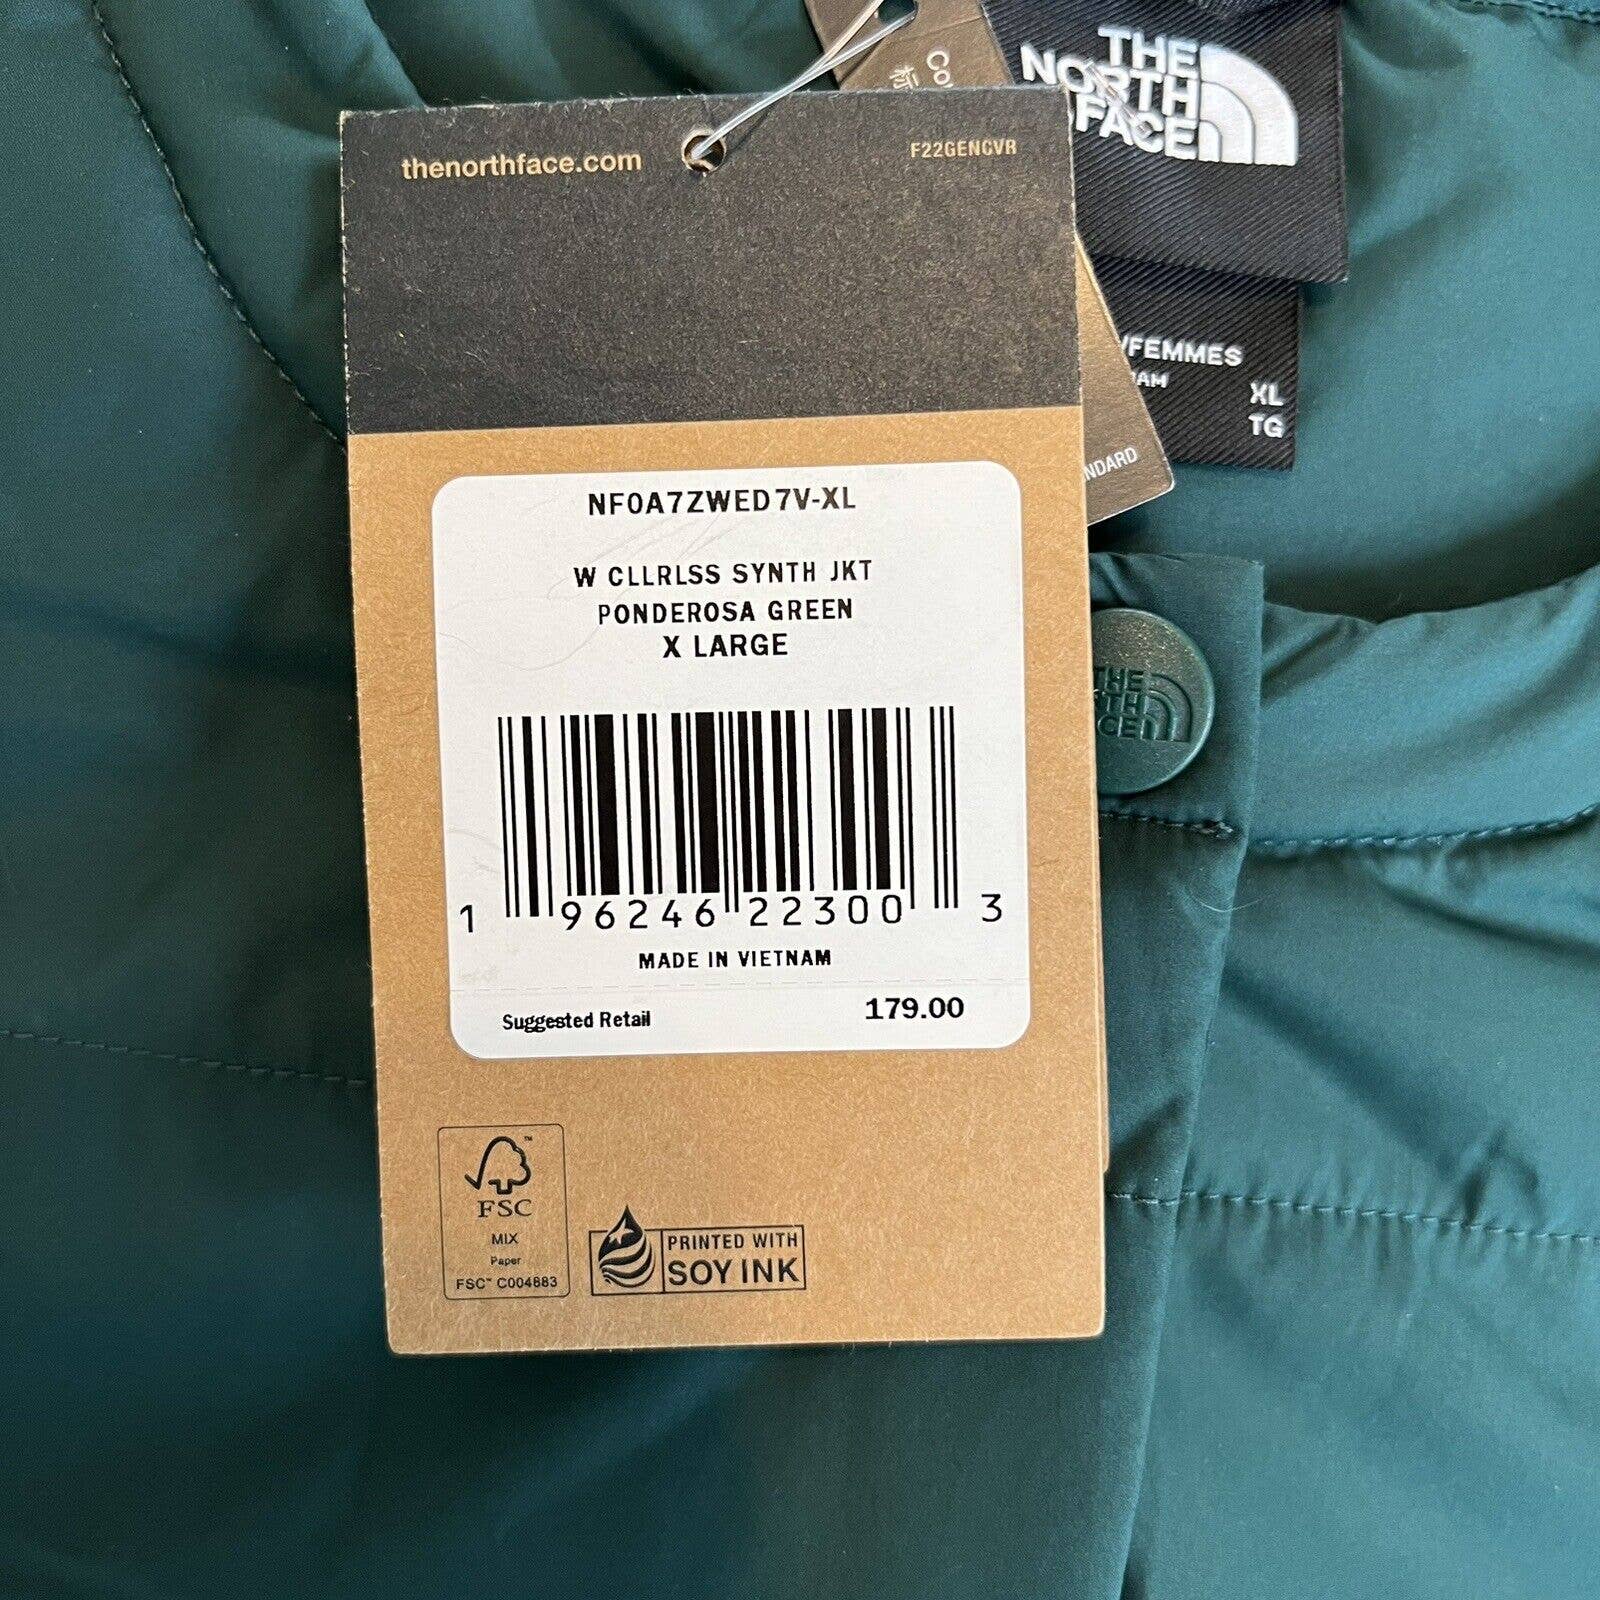 THE
NORTH
FACE
thenorthface.com
F22GENCVR
/FEMMES
XL
TG
NF0A7ZWED7V-XL
W CLLRLSS SYNTH JKT
PONDEROSA GREEN
X LARGE
THE
NORTH
FACE
1 96246 22300 3
MADE IN VIETNAM
Suggested Retail 179.00
FSC
MIX
Paper
FSC™ C004883
PRINTED WITH
SOY INK